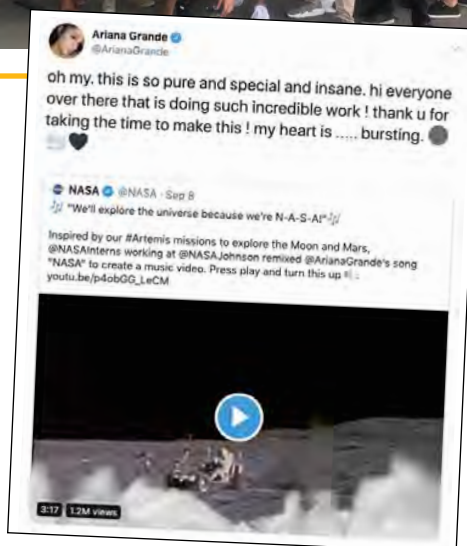 Ariana Grande
@ArianaGrande
oh my. this is so pure and special and insane. hi everyone
over there that is doing such incredible work ! thank u for
taking the time to make this ! my heart is ..... bursting.
NASA @NASA · Sep 8
"We'll explore the universe because we're N-A-S-A!"
Inspired by our #Artemis missions to explore the Moon and Mars,
@NASAInterns working at @NASAJohnson remixed @ArianaGrande's song
"NASA" to create a music video. Press play and turn this up
youtu.be/p4obGG_LeCM
3:17 1.2M views